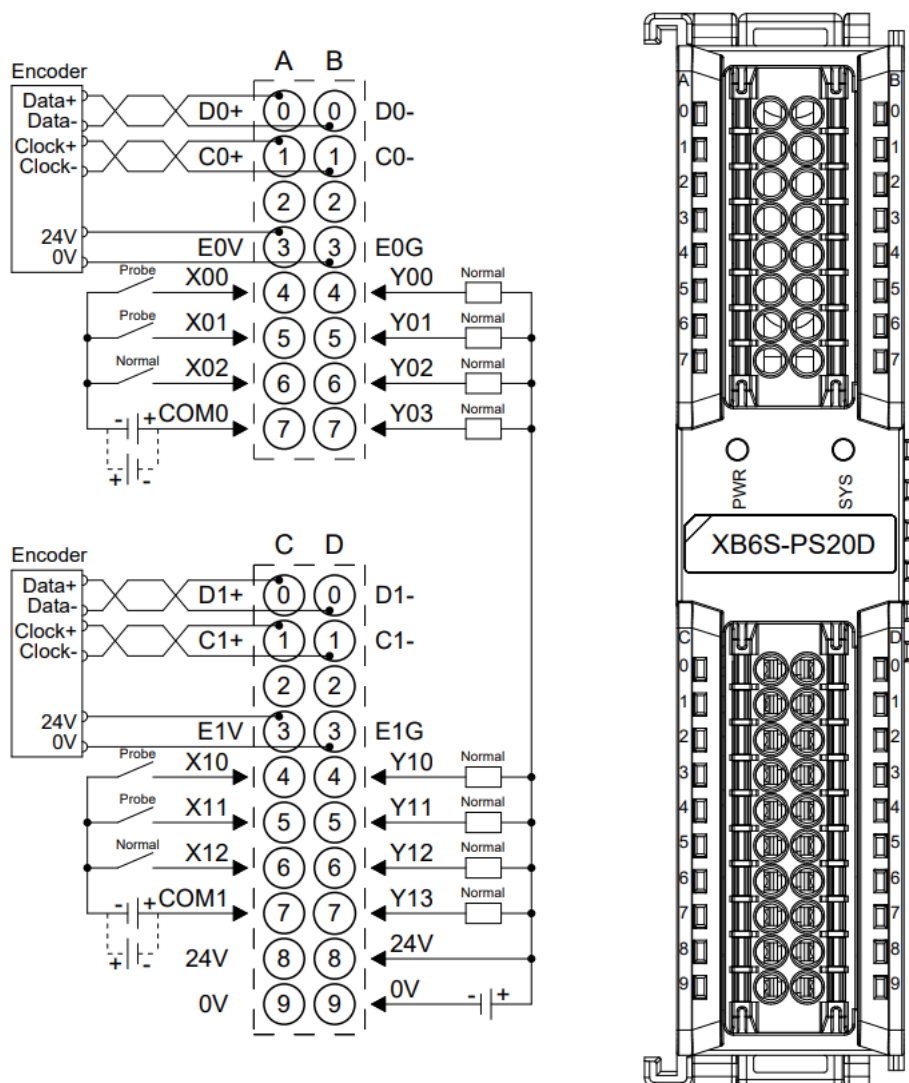 A B
Encoder
Data+ D0+ 0 0 D0-
Data-
Clock+ C0+ 1 1 C0-
Clock-
2 2
24V E0V 3 3 E0G
0V
Probe X00 4 4 Y00 Normal
Probe X01 5 5 Y01 Normal
Normal X02 6 6 Y02 Normal
- + COM0 7 7 Y03 Normal
+ -
C D
Encoder
Data+ D1+ 0 0 D1-
Data-
Clock+ C1+ 1 1 C1-
Clock-
2 2
24V E1V 3 3 E1G
0V
Probe X10 4 4 Y10 Normal
Probe X11 5 5 Y11 Normal
Normal X12 6 6 Y12 Normal
- + COM1 7 7 Y13 Normal
+ -
24V 8 8 24V
0V 9 9 0V - +
A B
0 0
1 1
2 2
3 3
4 4
5 5
6 6
7 7
PWR SYS
XB6S-PS20D
C D
0 0
1 1
2 2
3 3
4 4
5 5
6 6
7 7
8 8
9 9